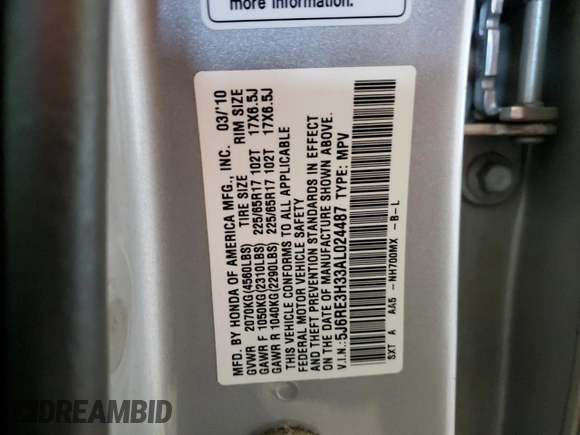 more information.
MFD. BY HONDA OF AMERICA MFG., INC. 03/'10
GVWR 2070KG(4560LBS) TIRE SIZE RIM SIZE
GAWR F 1050KG(2310LBS) 225/65R17 102T 17X6.5J
GAWR R 1040KG(2290LBS) 225/65R17 102T 17X6.5J
THIS VEHICLE CONFORMS TO ALL APPLICABLE
FEDERAL MOTOR VEHICLE SAFETY
AND THEFT PREVENTION STANDARDS IN EFFECT
ON THE DATE OF MANUFACTURE SHOWN ABOVE.
V.I.N.:5J6RE3H33AL024487 TYPE: MPV
SXT A AA5 -NH700MX -B-L
DREAMBID